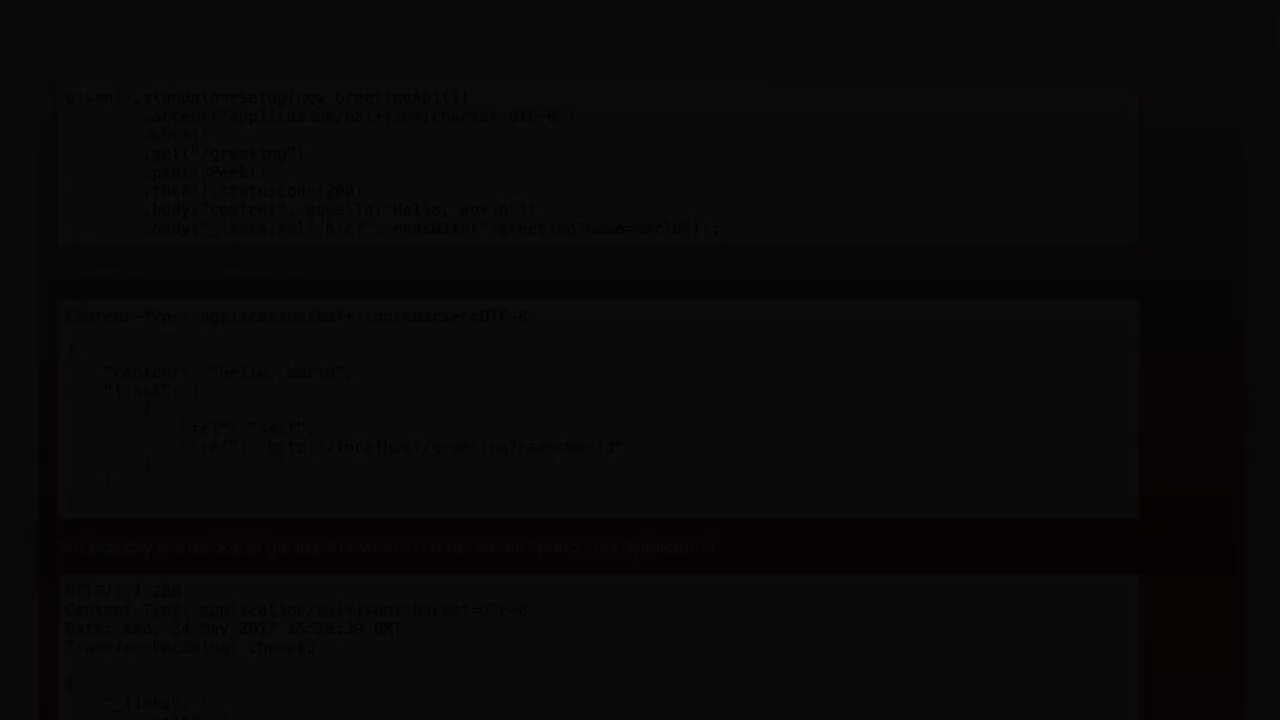 given().standaloneSetup(new GreetingApi())
        .accept("application/hal+json;charset=UTF-8")
        .when()
        .get("/greeting")
        .prettyPeek()
        .then().statusCode(200)
        .body("content", equalTo("Hello, World"))
        .body("_links.self.href", endsWith("/greeting?name=World"));
Content-Type: application/hal+json;charset=UTF-8
{
    "content": "Hello, World",
    "links": [
        {
            "rel": "self",
            "href": "http://localhost/greeting?name=World"
        }
    ]
}
Spring Boot Application
HTTP/1.1 200
Content-Type: application/hal+json;charset=UTF-8
Date: Wed, 24 May 2017 15:28:39 GMT
Transfer-Encoding: chunked
{
    "_links": {